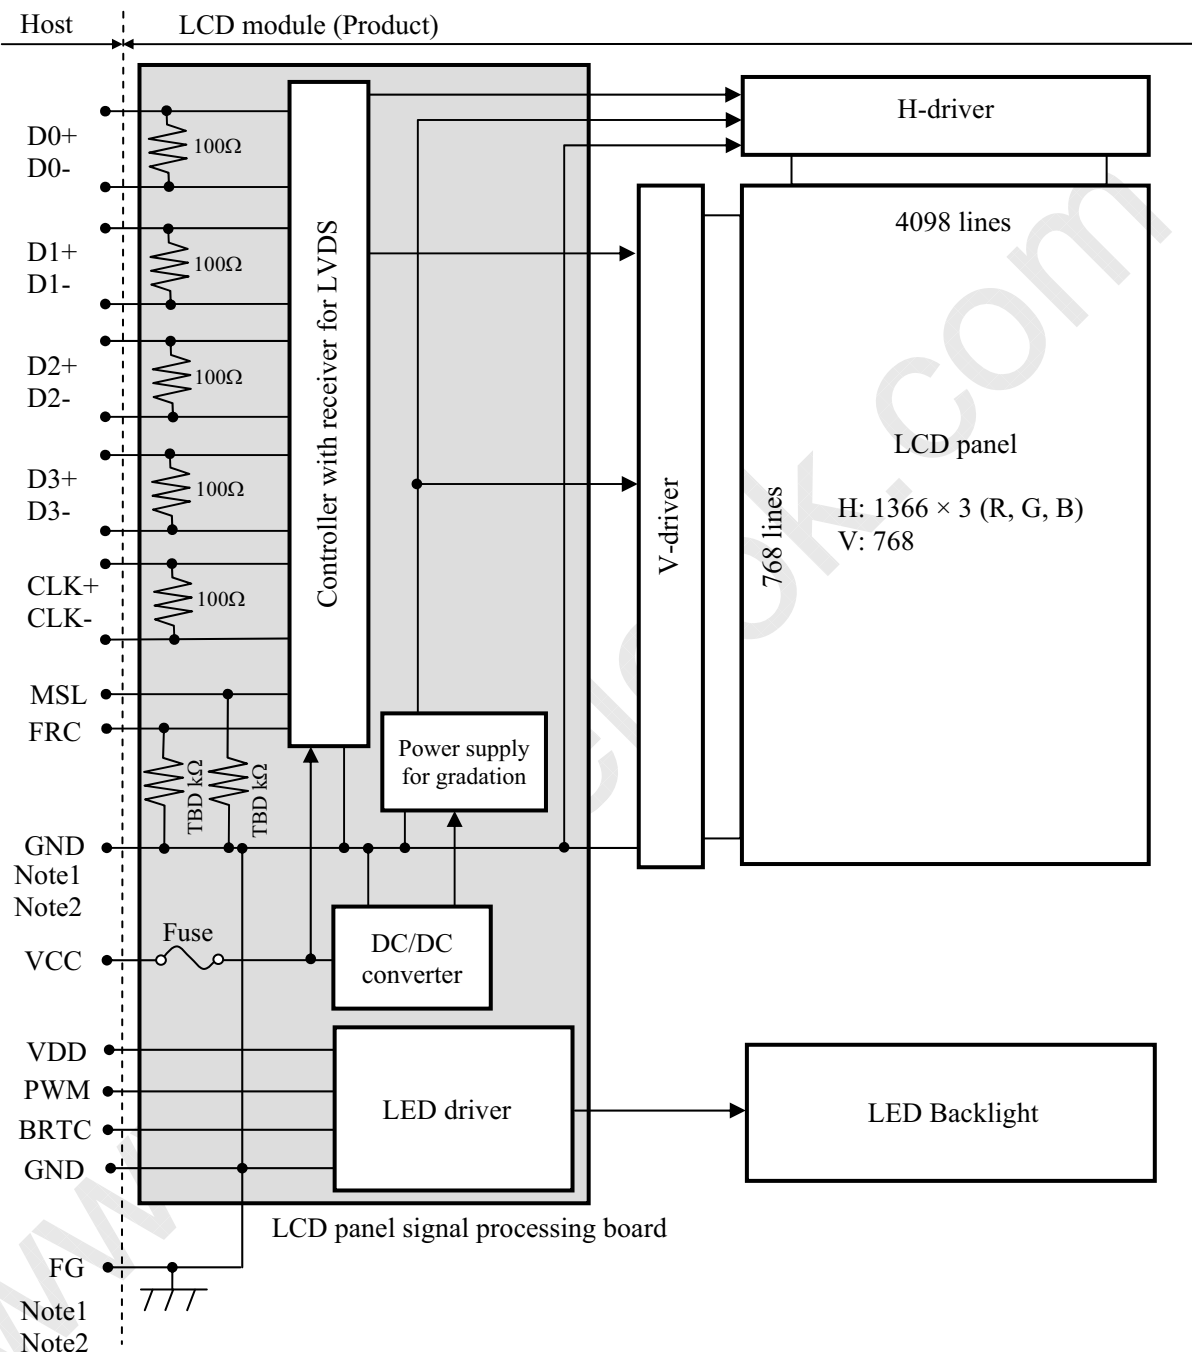 Host
LCD module (Product)
D0+
D0-
100Ω
D1+
D1-
100Ω
D2+
D2-
100Ω
D3+
D3-
100Ω
CLK+
CLK-
100Ω
MSL
FRC
TBD kΩ
TBD kΩ
GND
Note1
Note2
Fuse
VCC
VDD
PWM
BRTC
GND
FG
Note1
Note2
Controller with receiver for LVDS
Power supply
for gradation
DC/DC
converter
LED driver
LCD panel signal processing board
H-driver
V-driver
4098 lines
768 lines
LCD panel
H: 1366 × 3 (R, G, B)
V: 768
LED Backlight